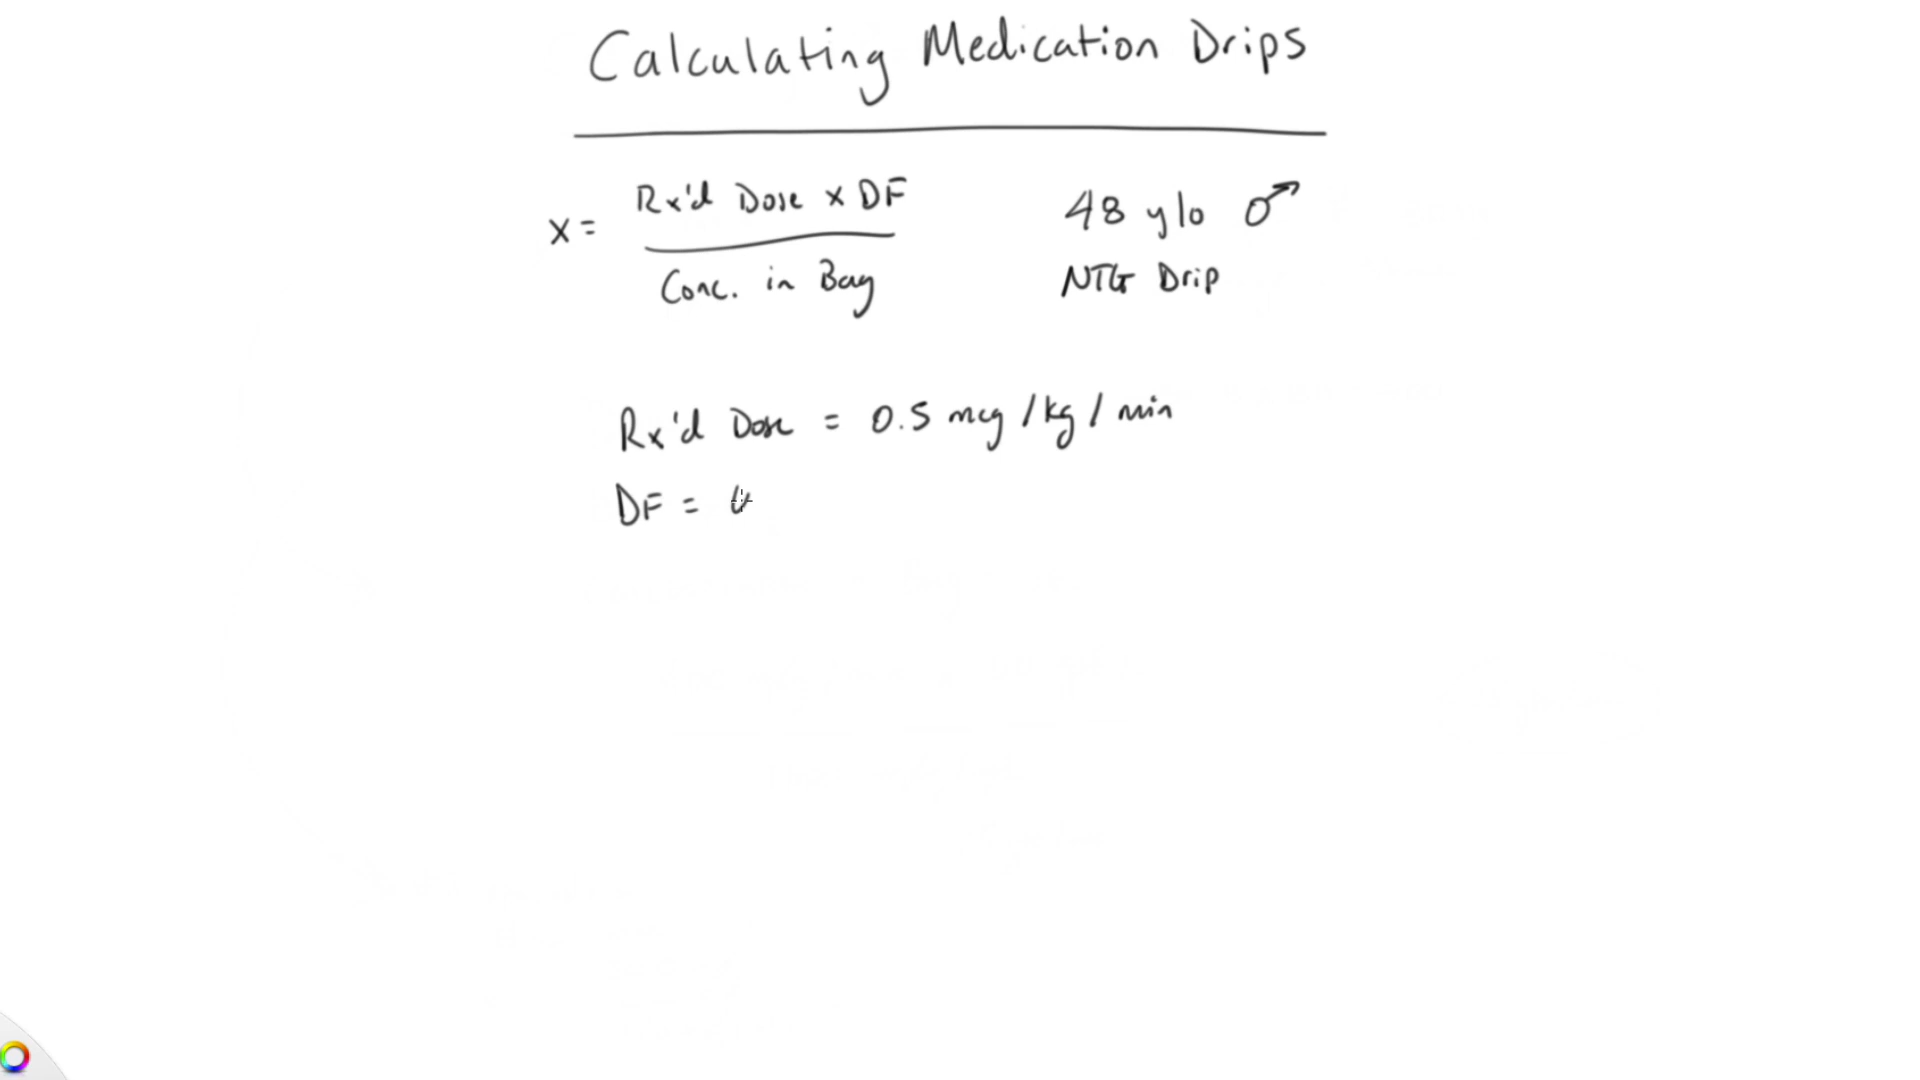 Calculating Medication Drips
x = Rx'd Dose x DF
Conc. in Bag
48 y/o ♂
NTG Drip
Rx'd Dose = 0.5 mcg/kg/min
DF =